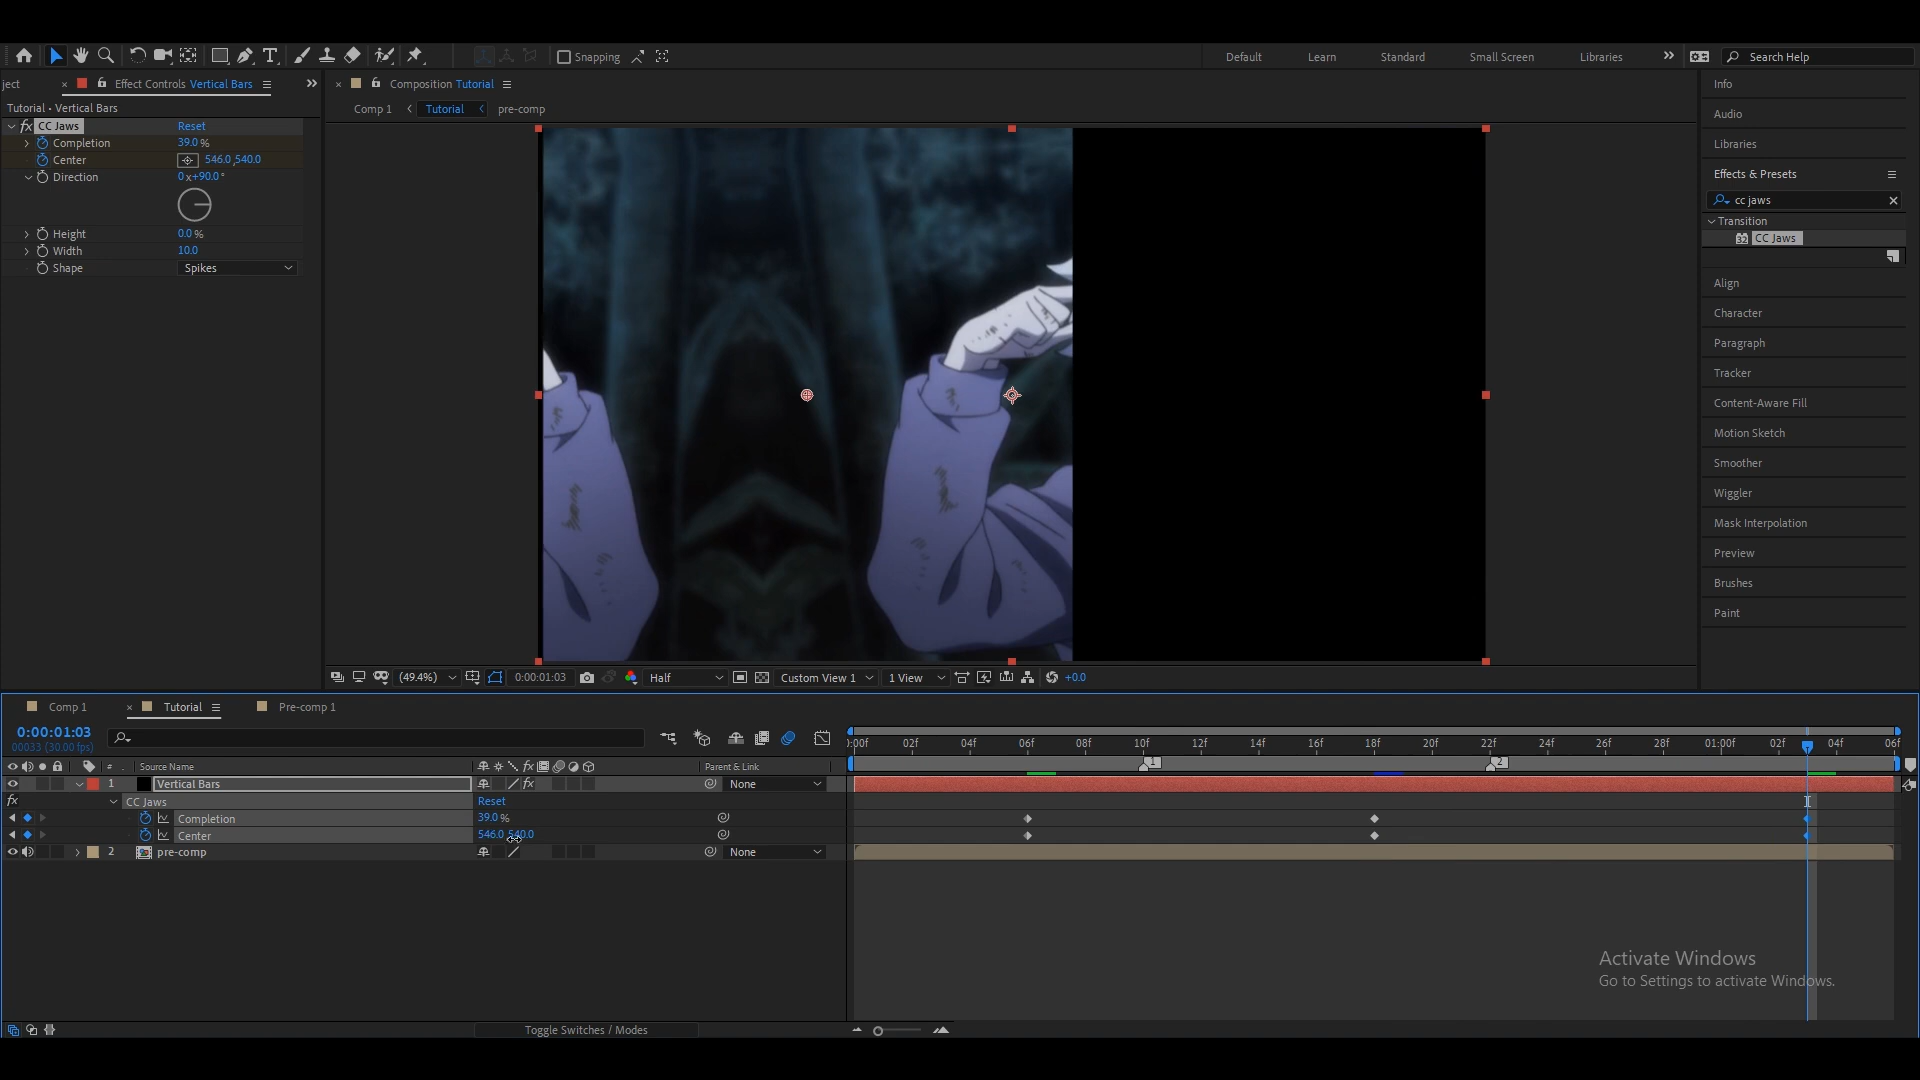 Snapping
Default
Learn
Standard
Small Screen
Libraries
Search Help
ject
Effect Controls Vertical Bars
Composition Tutorial
Comp 1
Tutorial
pre-comp
Tutorial • Vertical Bars
fx CC Jaws Reset
Completion 39.0 %
Center 546.0,540.0
Direction 0x+90.0°
Height 0.0 %
Width 10.0
Shape Spikes
Info
Audio
Libraries
Effects & Presets
cc jaws
Transition
32 CC Jaws
Align
Character
Paragraph
Tracker
Content-Aware Fill
Motion Sketch
Smoother
Wiggler
Mask Interpolation
Preview
Brushes
Paint
(49.4%)
0:00:01:03
Half
Custom View 1
1 View
+0.0
Comp 1
Tutorial
Pre-comp 1
0:00:01:03
00033 (30.00 fps)
):00f 02f 04f 06f 08f 10f 12f 14f 16f 18f 20f 22f 24f 26f 28f 01:00f 02f 04f 06f
# Source Name fx Parent & Link
1 2
1 Vertical Bars fx None
fx CC Jaws Reset
Completion 39.0 %
Center 546.0,540.0
2 pre-comp None
Activate Windows
Go to Settings to activate Windows.
Toggle Switches / Modes